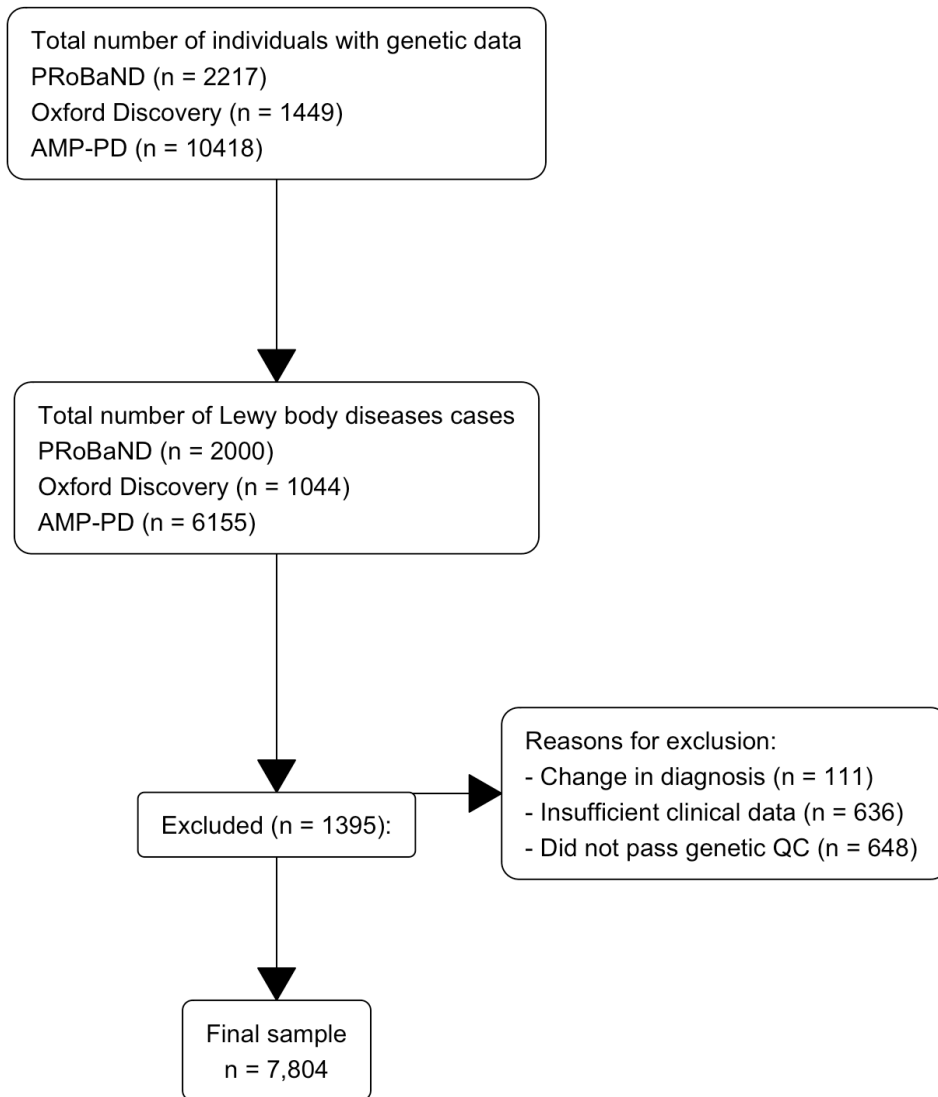 Total number of individuals with genetic data
PRoBaND (n = 2217)
Oxford Discovery (n = 1449)
AMP-PD (n = 10418)
Total number of Lewy body diseases cases
PRoBaND (n = 2000)
Oxford Discovery (n = 1044)
AMP-PD (n = 6155)
Excluded (n = 1395):
Reasons for exclusion:
- Change in diagnosis (n = 111)
- Insufficient clinical data (n = 636)
- Did not pass genetic QC (n = 648)
Final sample
n = 7,804